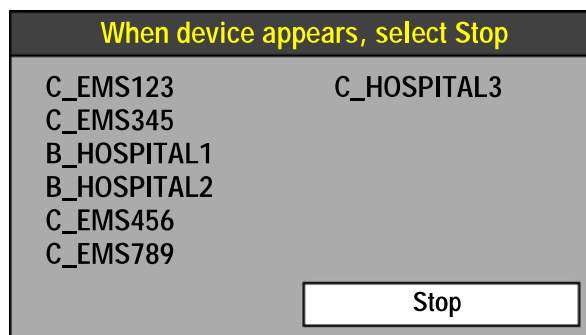 When device appears, select Stop
C_EMS123
C_EMS345
B_HOSPITAL1
B_HOSPITAL2
C_EMS456
C_EMS789
C_HOSPITAL3
Stop